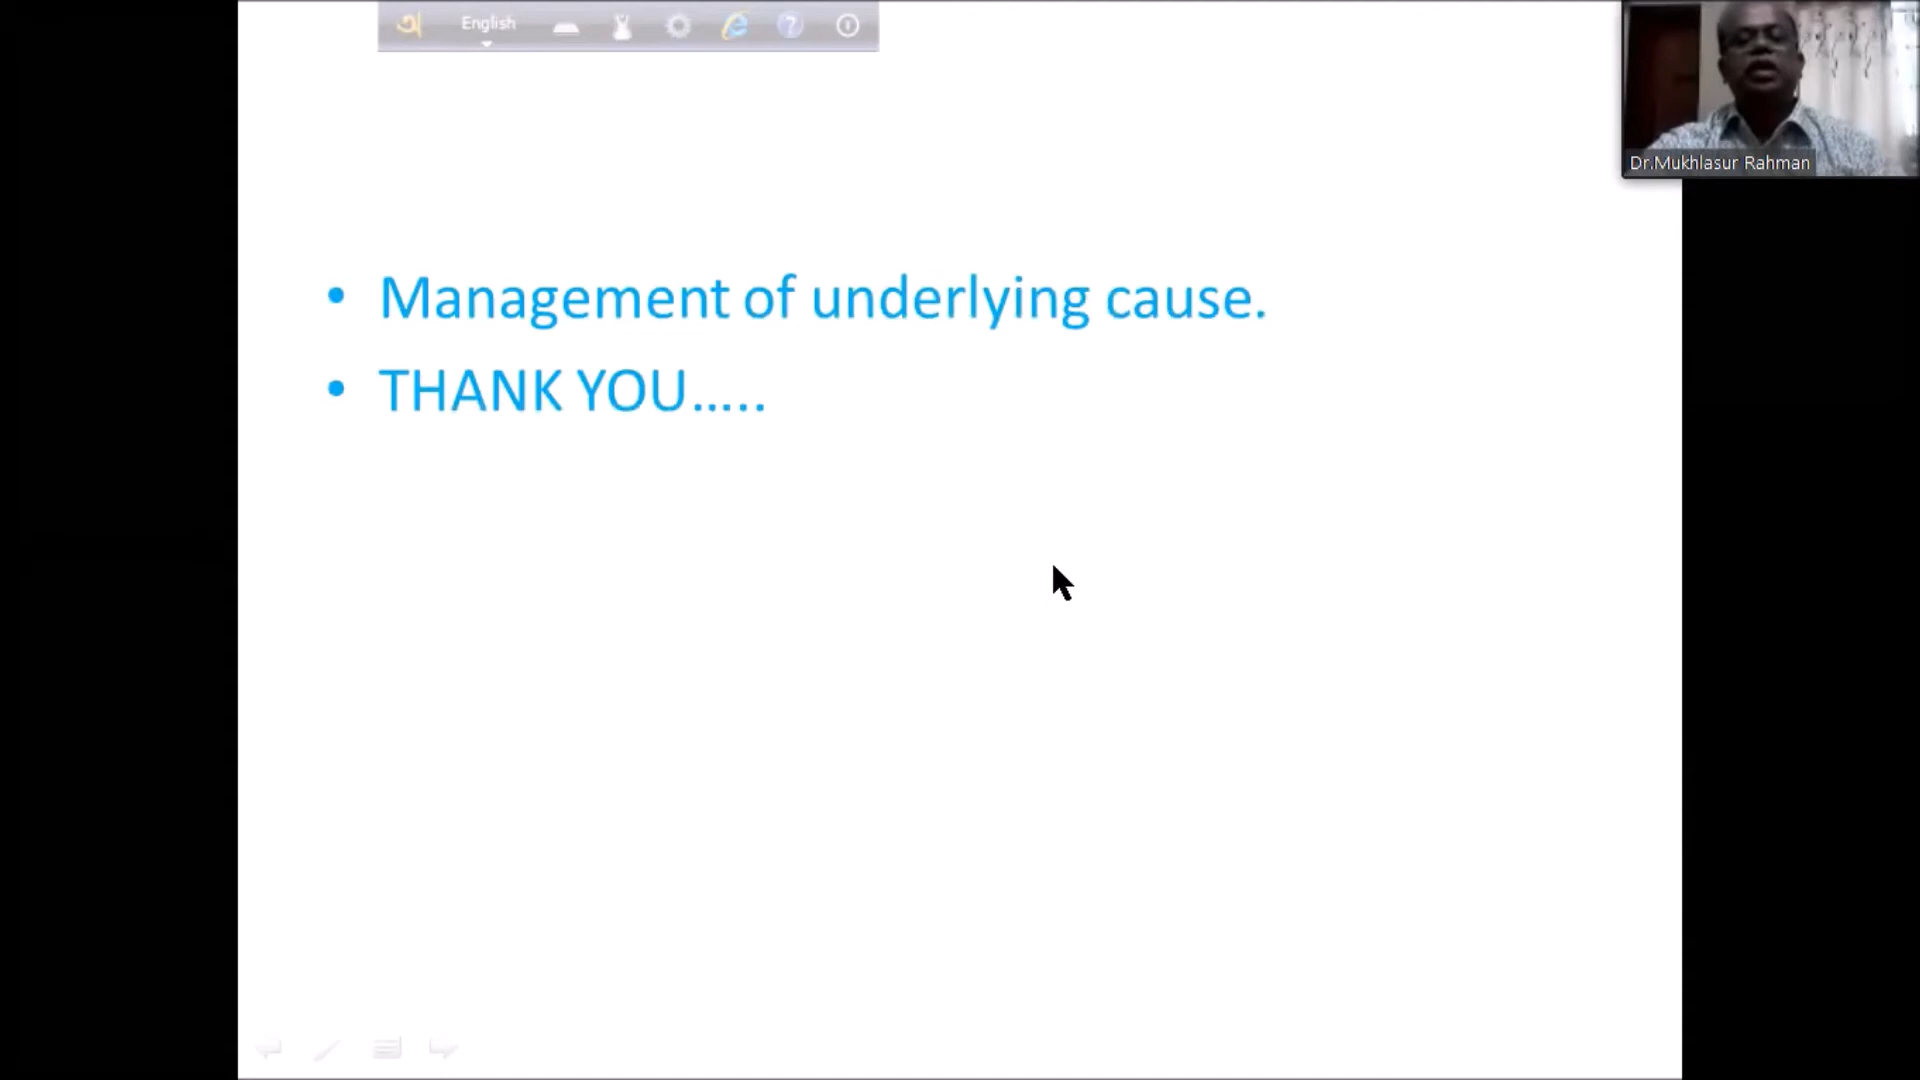 অ English
Dr.Mukhlasur Rahman
• Management of underlying cause.
• THANK YOU.....